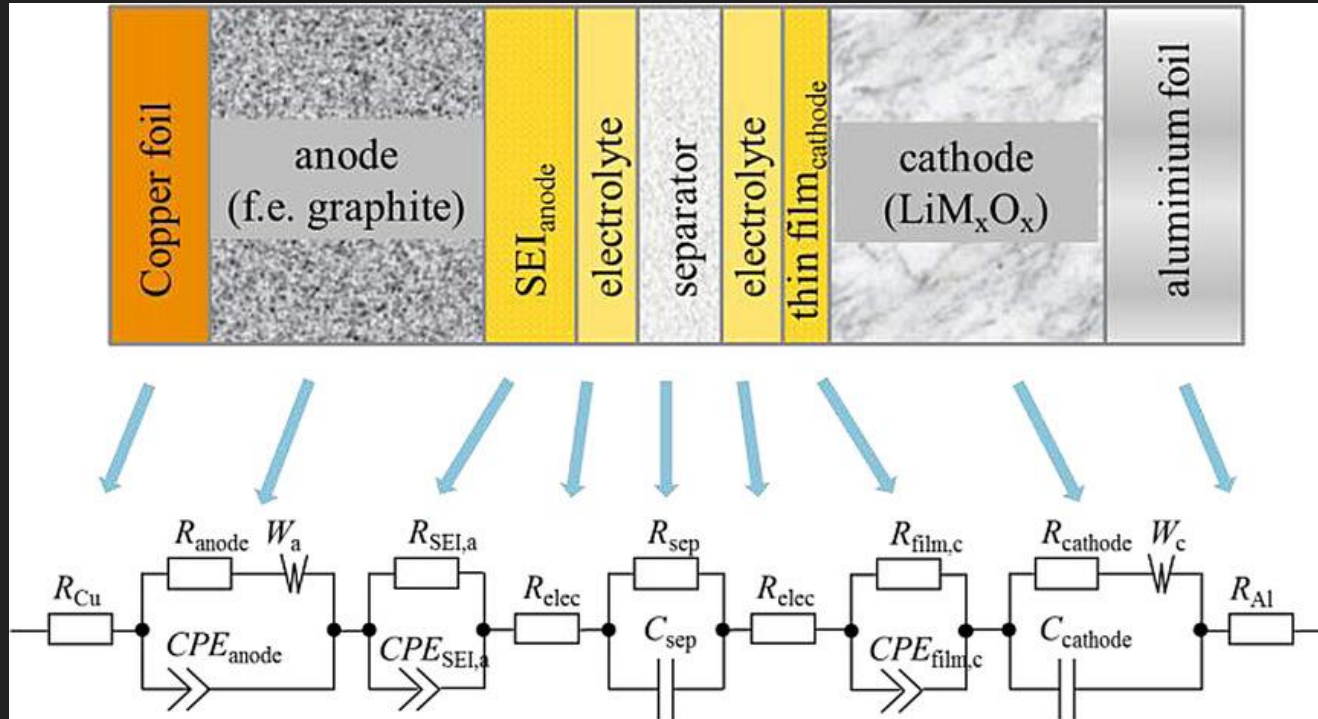 Copper foil
anode
(f.e. graphite)
SEIanode
electrolyte
separator
electrolyte
thin filmcathode
cathode
(LiMxOx)
aluminium foil
RCu
Ranode
Wa
CPEanode
RSEI,a
CPESEI,a
Relec
Rsep
Csep
Relec
Rfilm,c
CPEfilm,c
Rcathode
Wc
Ccathode
RAl